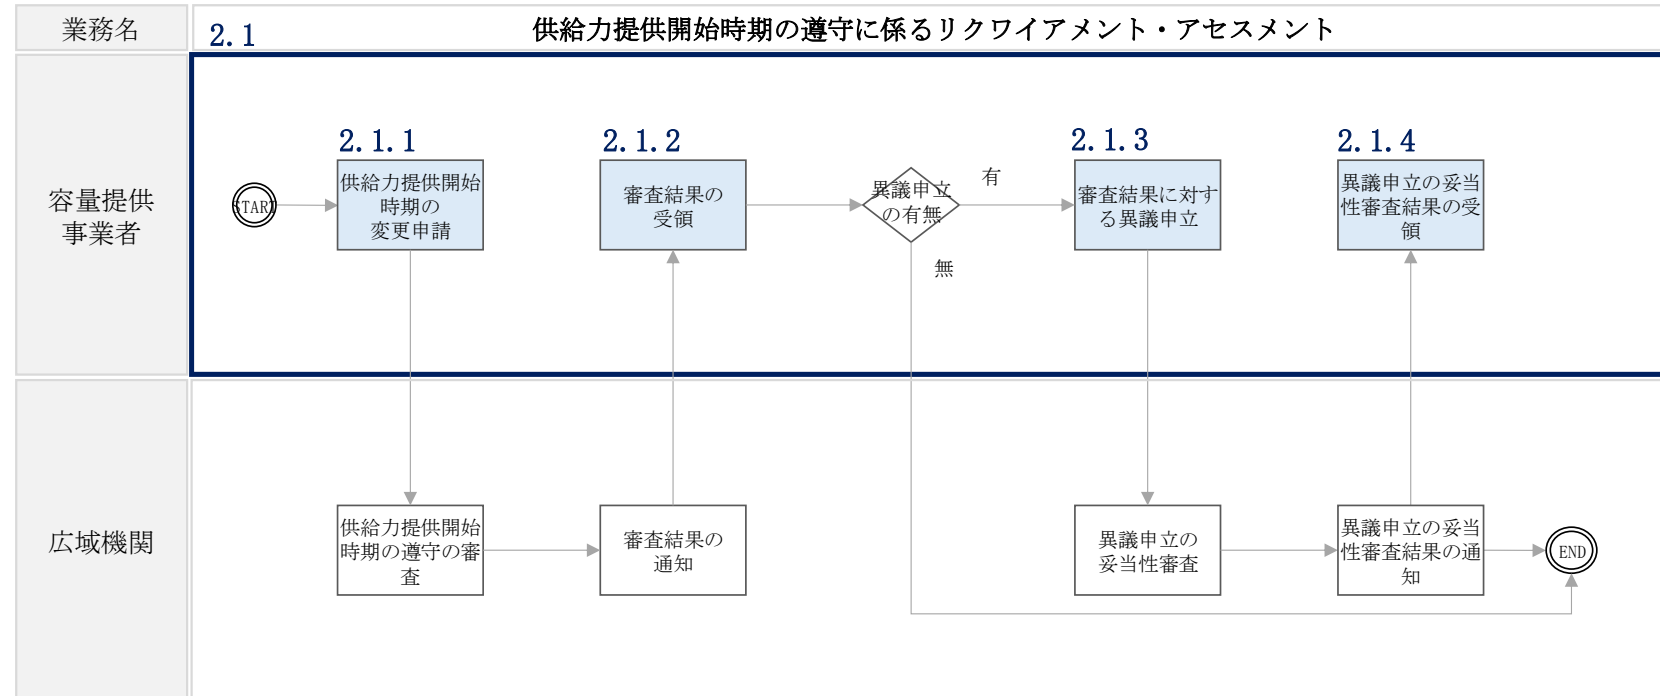 業務名
2.1
供給力提供開始時期の遵守に係るリクワイアメント・アセスメント
容量提供
事業者
START
2.1.1
供給力提供開始
時期の
変更申請
2.1.2
審査結果の
受領
異議申立
の有無
有
無
2.1.3
審査結果に対す
る異議申立
2.1.4
異議申立の妥当
性審査結果の受
領
広域機関
供給力提供開始
時期の遵守の審
査
審査結果の
通知
異議申立の
妥当性審査
異議申立の妥当
性審査結果の通
知
END